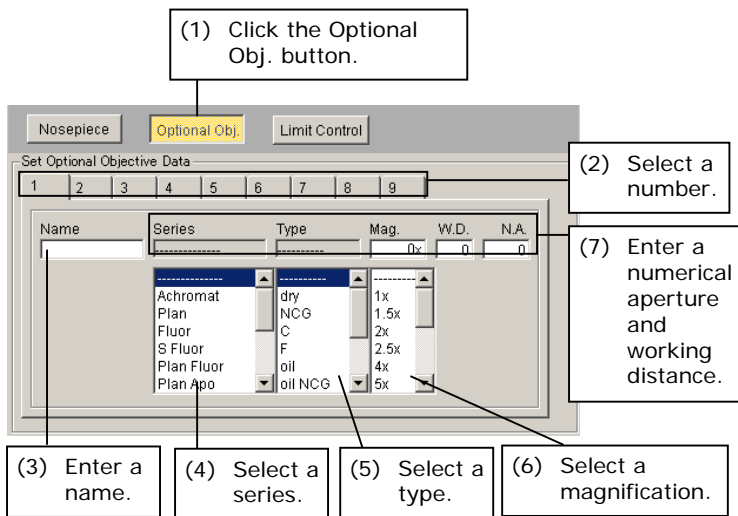 (1) Click the Optional
Obj. button.
Nosepiece
Optional Obj.
Limit Control
Set Optional Objective Data
1 2 3 4 5 6 7 8 9
(2) Select a
number.
Name Series Type Mag. W.D. N.A.
-------------- ---------- 0x 0 0
(7) Enter a
numerical
aperture
and
working
distance.
-------------- ---------- --------
Achromat dry 1x
Plan NCG 1.5x
Fluor C 2x
S Fluor F 2.5x
Plan Fluor oil 4x
Plan Apo oil NCG 5x
(3) Enter a
name.
(4) Select a
series.
(5) Select a
type.
(6) Select a
magnification.